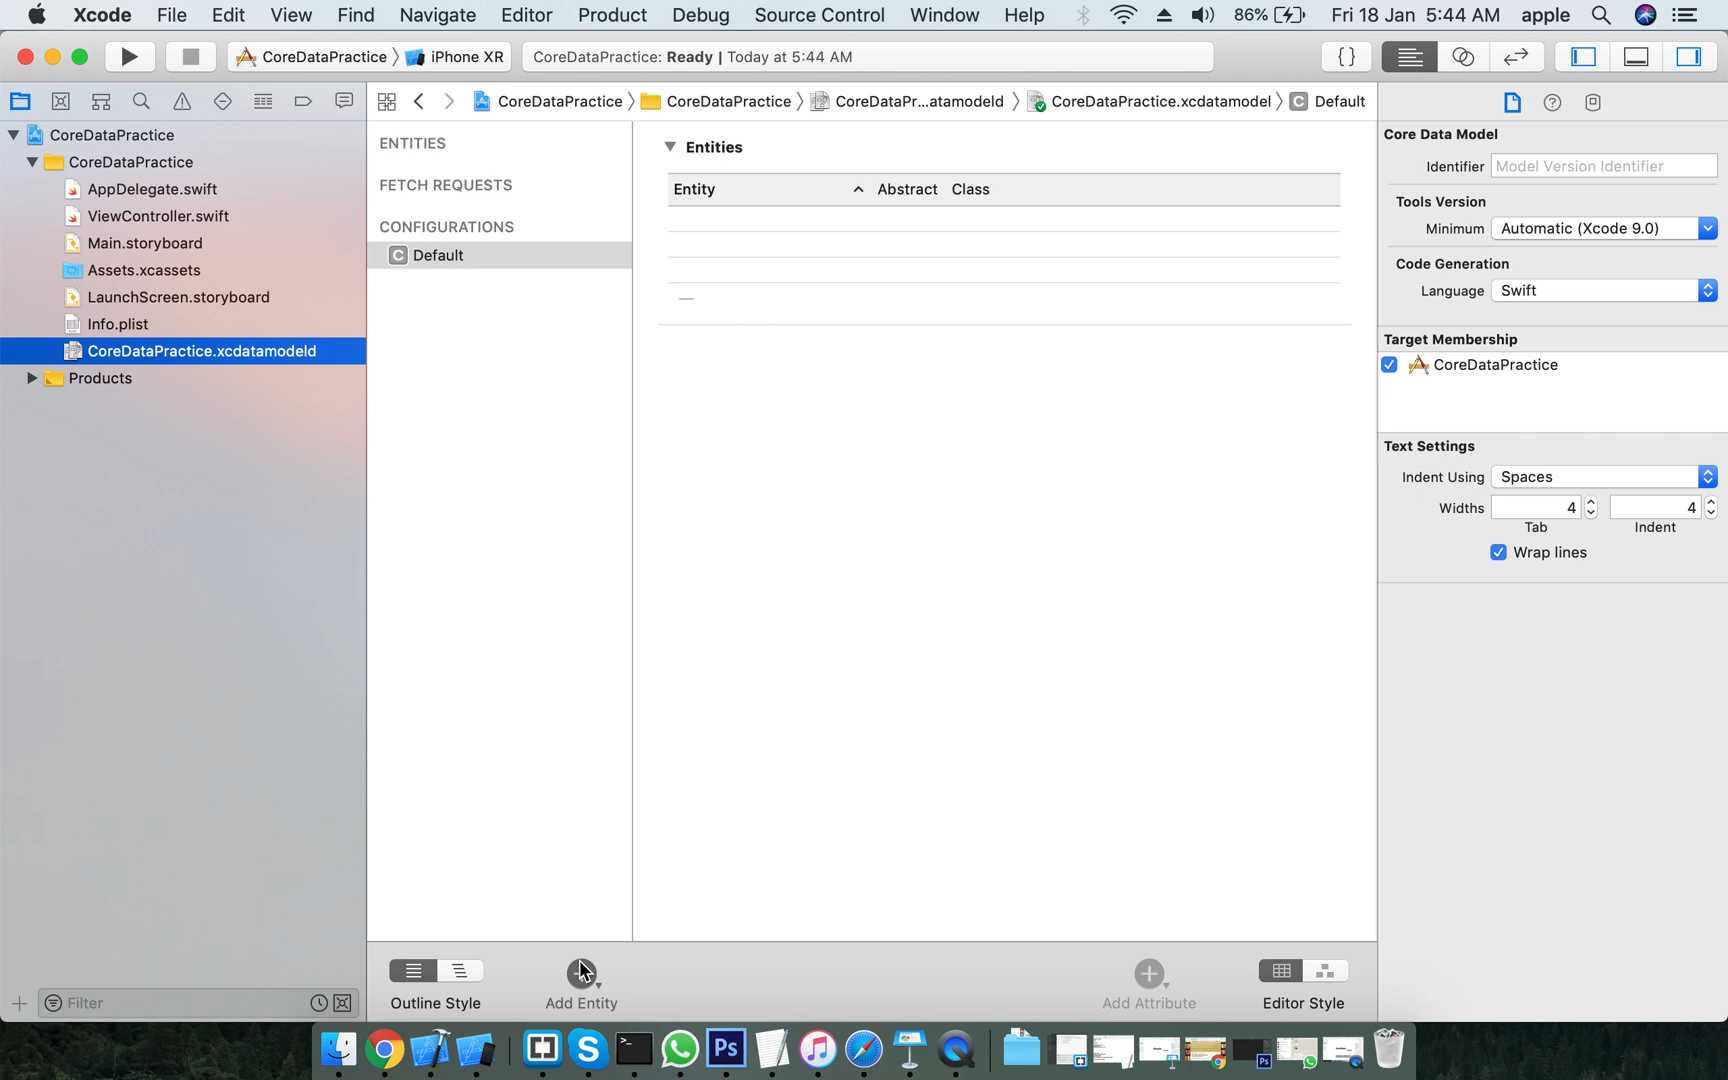 Xcode File Edit View Find Navigate Editor Product Debug Source Control Window Help 86% Fri 18 Jan 5:44 AM apple
CoreDataPractice iPhone XR CoreDataPractice: Ready | Today at 5:44 AM { }
CoreDataPractice CoreDataPractice CoreDataPr...atamodeld CoreDataPractice.xcdatamodel C Default
CoreDataPractice
CoreDataPractice
AppDelegate.swift
ViewController.swift
Main.storyboard
Assets.xcassets
LaunchScreen.storyboard
Info.plist
CoreDataPractice.xcdatamodeld
Products
Filter
ENTITIES
FETCH REQUESTS
CONFIGURATIONS
C Default
Entities
Entity Abstract Class
Outline Style
Add Entity
Add Attribute
Editor Style
Core Data Model
Identifier Model Version Identifier
Tools Version
Minimum Automatic (Xcode 9.0)
Code Generation
Language Swift
Target Membership
CoreDataPractice
Text Settings
Indent Using Spaces
Widths 4 4
Tab Indent
Wrap lines
Ps